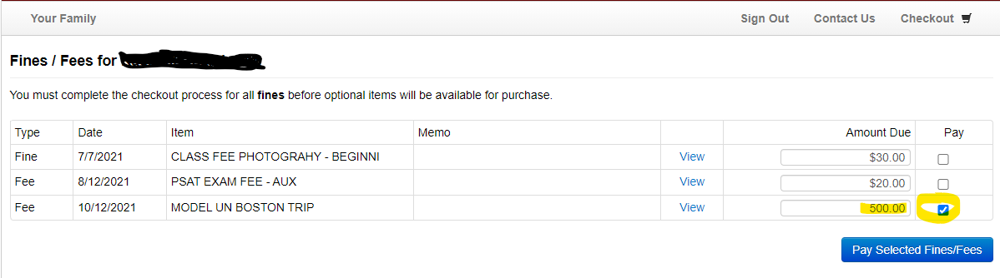 Your Family Sign Out Contact Us Checkout
Fines / Fees for
You must complete the checkout process for all fines before optional items will be available for purchase.
Type Date Item Memo Amount Due Pay
Fine 7/7/2021 CLASS FEE PHOTOGRAHY - BEGINNI View $30.00
Fee 8/12/2021 PSAT EXAM FEE - AUX View $20.00
Fee 10/12/2021 MODEL UN BOSTON TRIP View 500.00
Pay Selected Fines/Fees